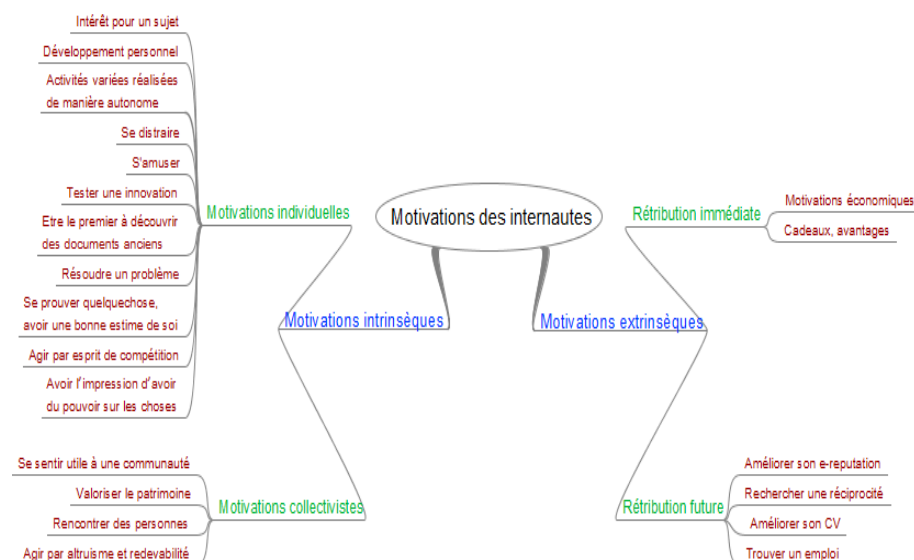 Motivations des internautes
Motivations intrinsèques
Motivations individuelles
Intérêt pour un sujet
Développement personnel
Activités variées réalisées
de manière autonome
Se distraire
S'amuser
Tester une innovation
Etre le premier à découvrir
des documents anciens
Résoudre un problème
Se prouver quelquechose,
avoir une bonne estime de soi
Agir par esprit de compétition
Avoir l'impression d'avoir
du pouvoir sur les choses
Motivations collectivistes
Se sentir utile à une communauté
Valoriser le patrimoine
Rencontrer des personnes
Agir par altruisme et redevabilité
Motivations extrinsèques
Rétribution immédiate
Motivations économiques
Cadeaux, avantages
Rétribution future
Améliorer son e-reputation
Rechercher une réciprocité
Améliorer son CV
Trouver un emploi